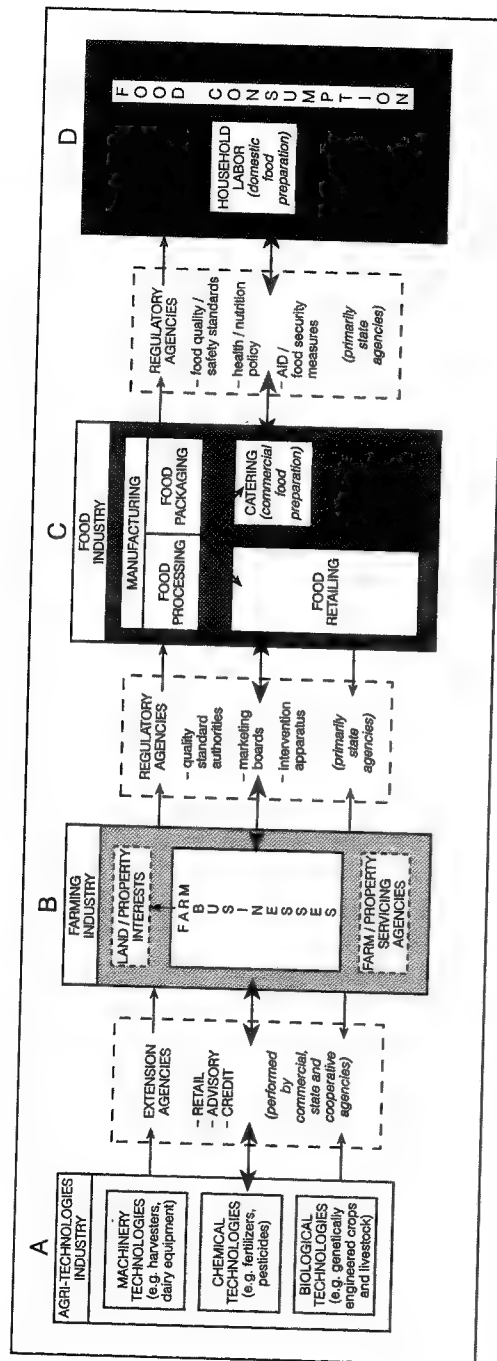 A
AGRI-TECHNOLOGIES
INDUSTRY
MACHINERY
TECHNOLOGIES
(e.g. harvesters,
dairy equipment)
CHEMICAL
TECHNOLOGIES
(e.g. fertilizers,
pesticides)
BIOLOGICAL
TECHNOLOGIES
(e.g. genetically
engineered crops
and livestock)
EXTENSION
AGENCIES
– RETAIL
– ADVISORY
– CREDIT
(performed
by
commercial,
state and
cooperative
agencies)
B
FARMING
INDUSTRY
LAND / PROPERTY
INTERESTS
FARM
BUSINESSES
FARM / PROPERTY
SERVICING
AGENCIES
REGULATORY
AGENCIES
– quality
standard
authorities
– marketing
boards
– intervention
apparatus
(primarily
state
agencies)
C
FOOD
INDUSTRY
MANUFACTURING
FOOD
PROCESSING
FOOD
PACKAGING
FOOD
RETAILING
CATERING
(commercial
food
preparation)
REGULATORY
AGENCIES
– food quality /
safety standards
– health / nutrition
policy
– AID /
food security
measures
(primarily
state
agencies)
D
HOUSEHOLD
LABOR
(domestic
food
preparation)
FOOD CONSUMPTION